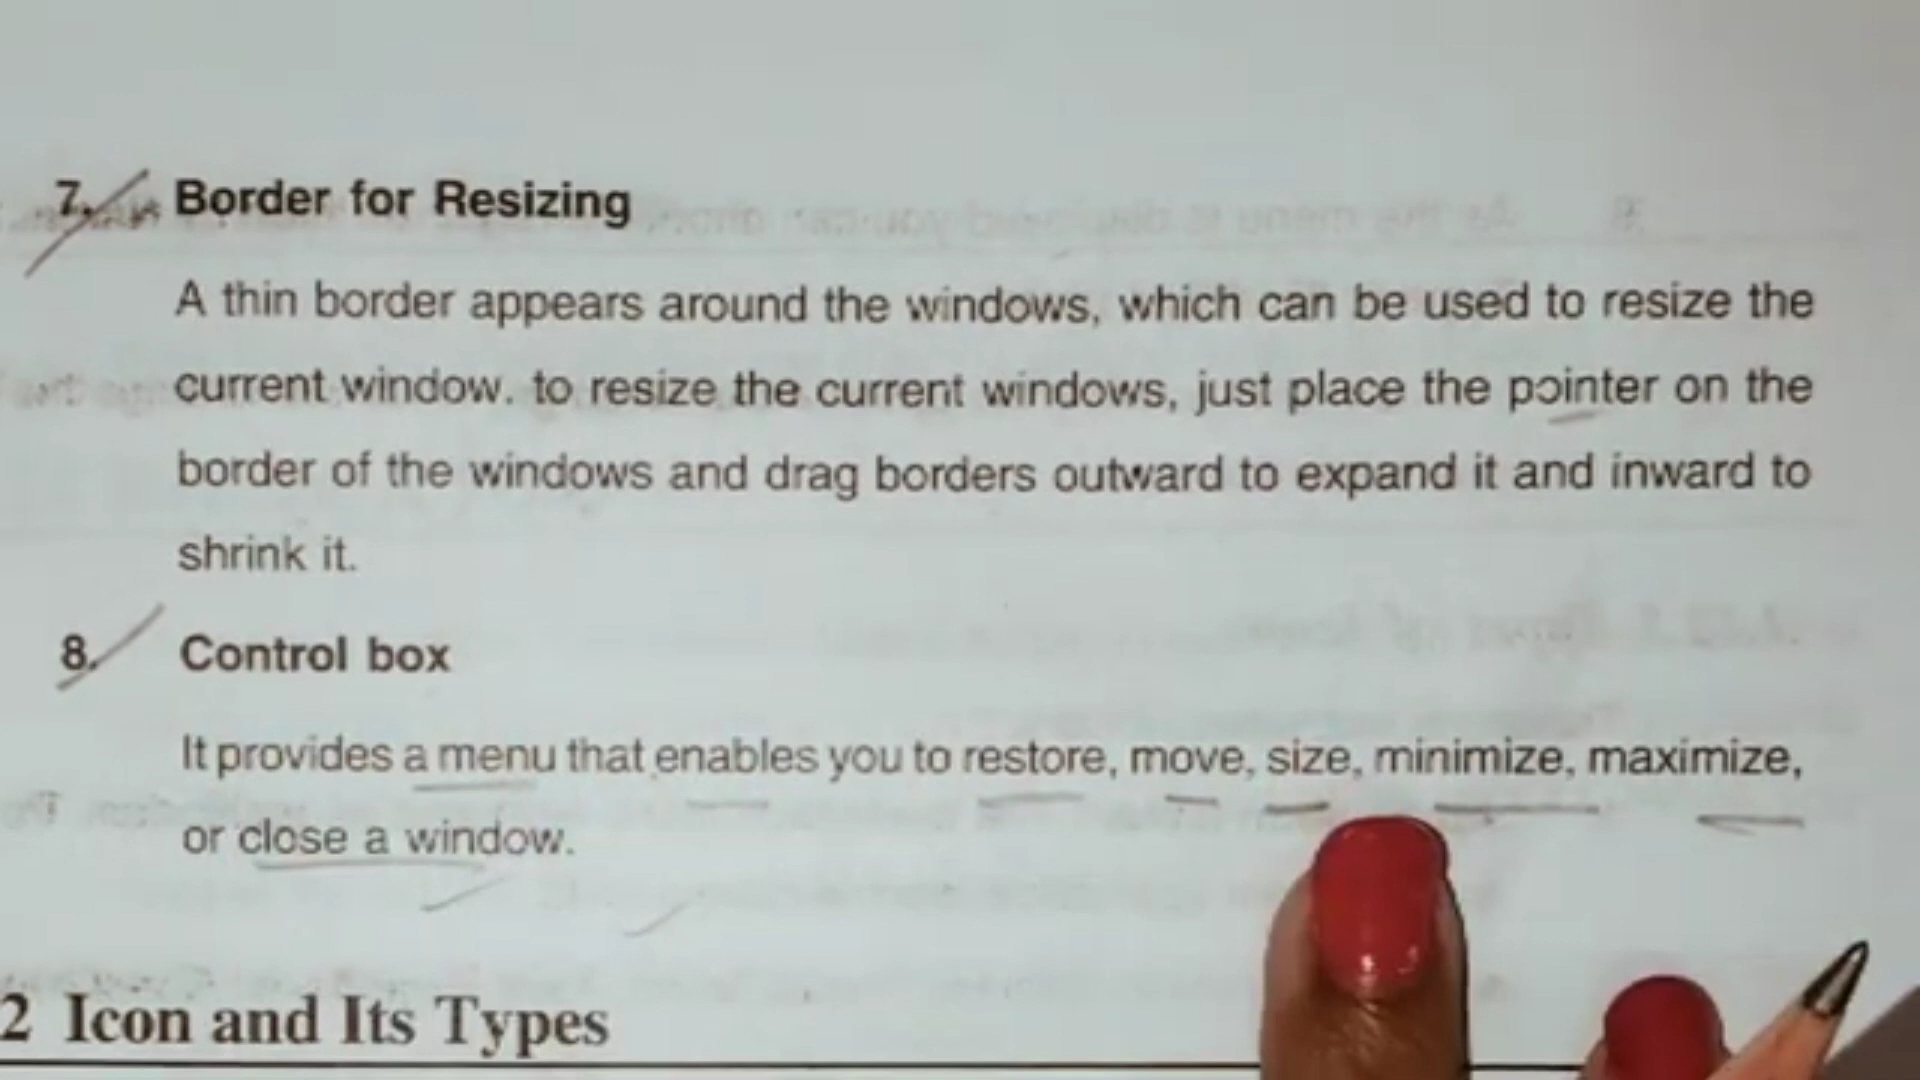 7. Border for Resizing
A thin border appears around the windows, which can be used to resize the
current window. to resize the current windows, just place the pointer on the
border of the windows and drag borders outward to expand it and inward to
shrink it.
8. Control box
It provides a menu that enables you to restore, move, size, minimize, maximize,
or close a window.
2 Icon and Its Types